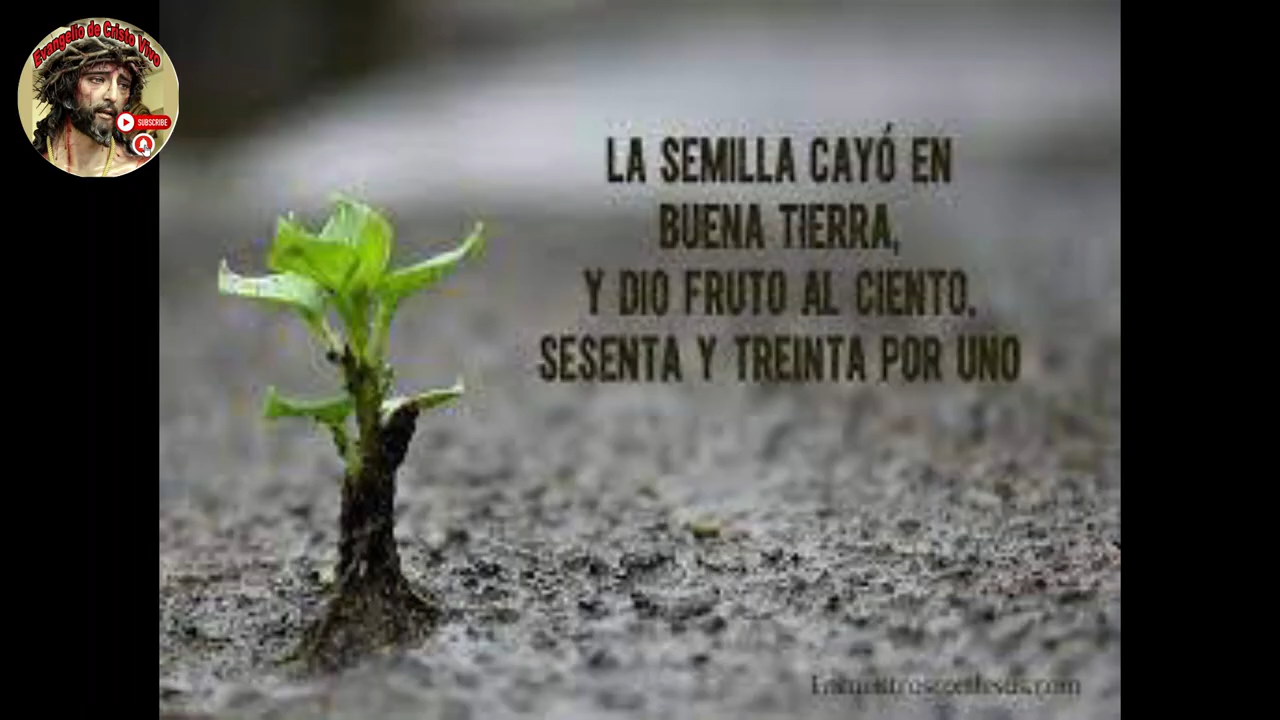 Evangelio de Cristo Vivo
SUBSCRIBE
LA SEMILLA CAYÓ EN
BUENA TIERRA,
Y DIO FRUTO AL CIENTO,
SESENTA Y TREINTA POR UNO